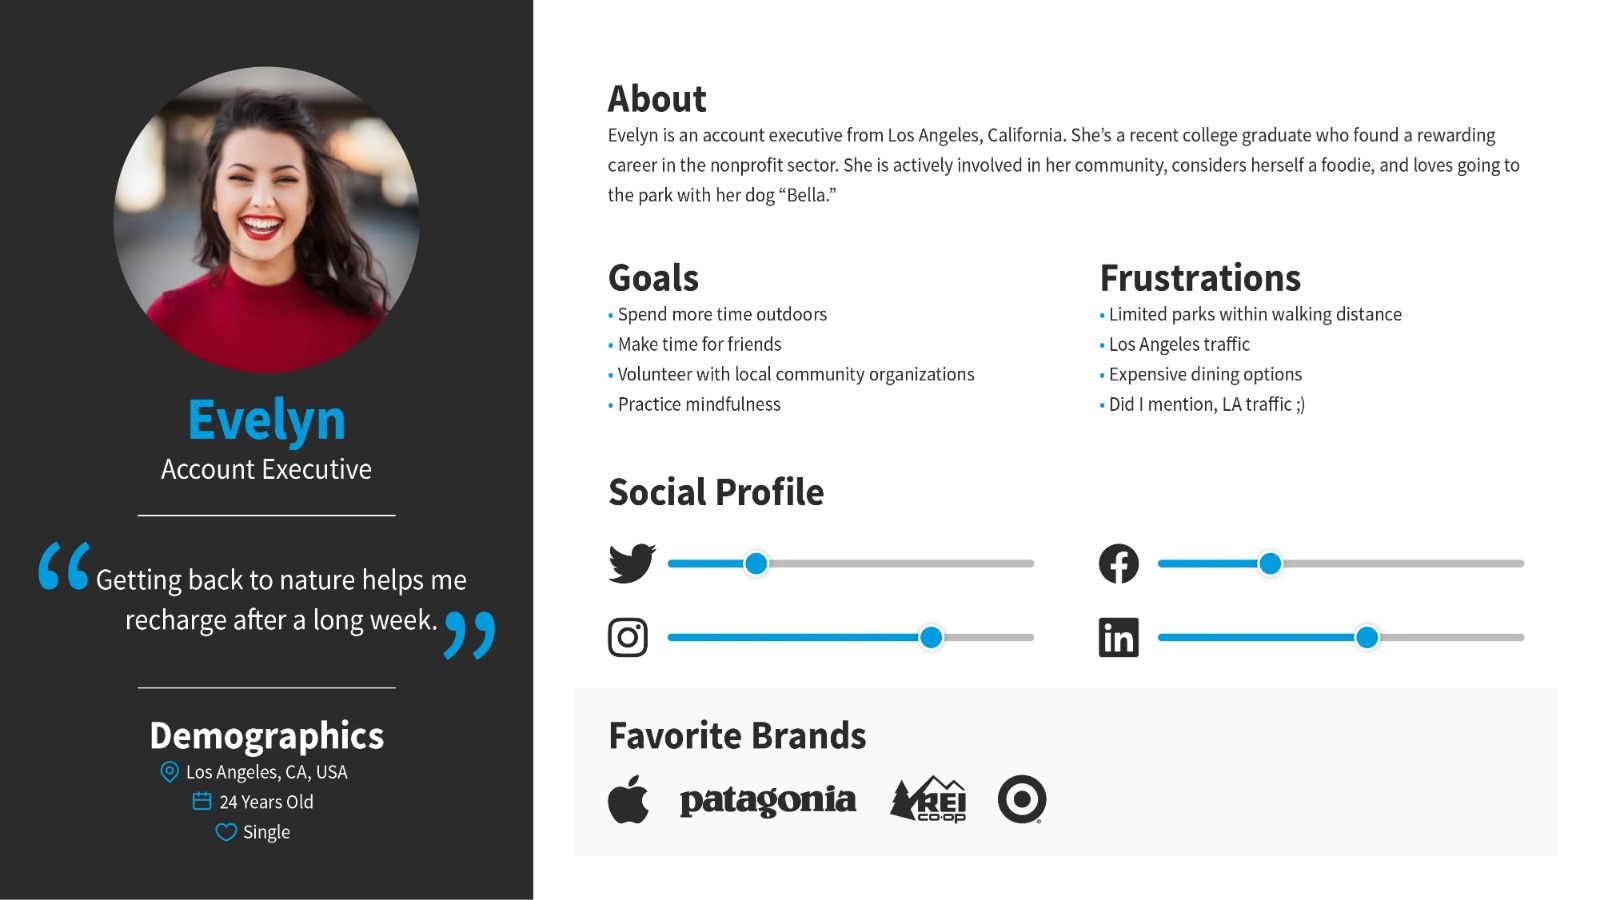 Evelyn
Account Executive
“Getting back to nature helps me
recharge after a long week.”
Demographics
Los Angeles, CA, USA
24 Years Old
Single
About
Evelyn is an account executive from Los Angeles, California. She’s a recent college graduate who found a rewarding
career in the nonprofit sector. She is actively involved in her community, considers herself a foodie, and loves going to
the park with her dog “Bella.”
Goals
• Spend more time outdoors
• Make time for friends
• Volunteer with local community organizations
• Practice mindfulness
Frustrations
• Limited parks within walking distance
• Los Angeles traffic
• Expensive dining options
• Did I mention, LA traffic ;)
Social Profile
in
Favorite Brands
patagonia
REI
CO·OP